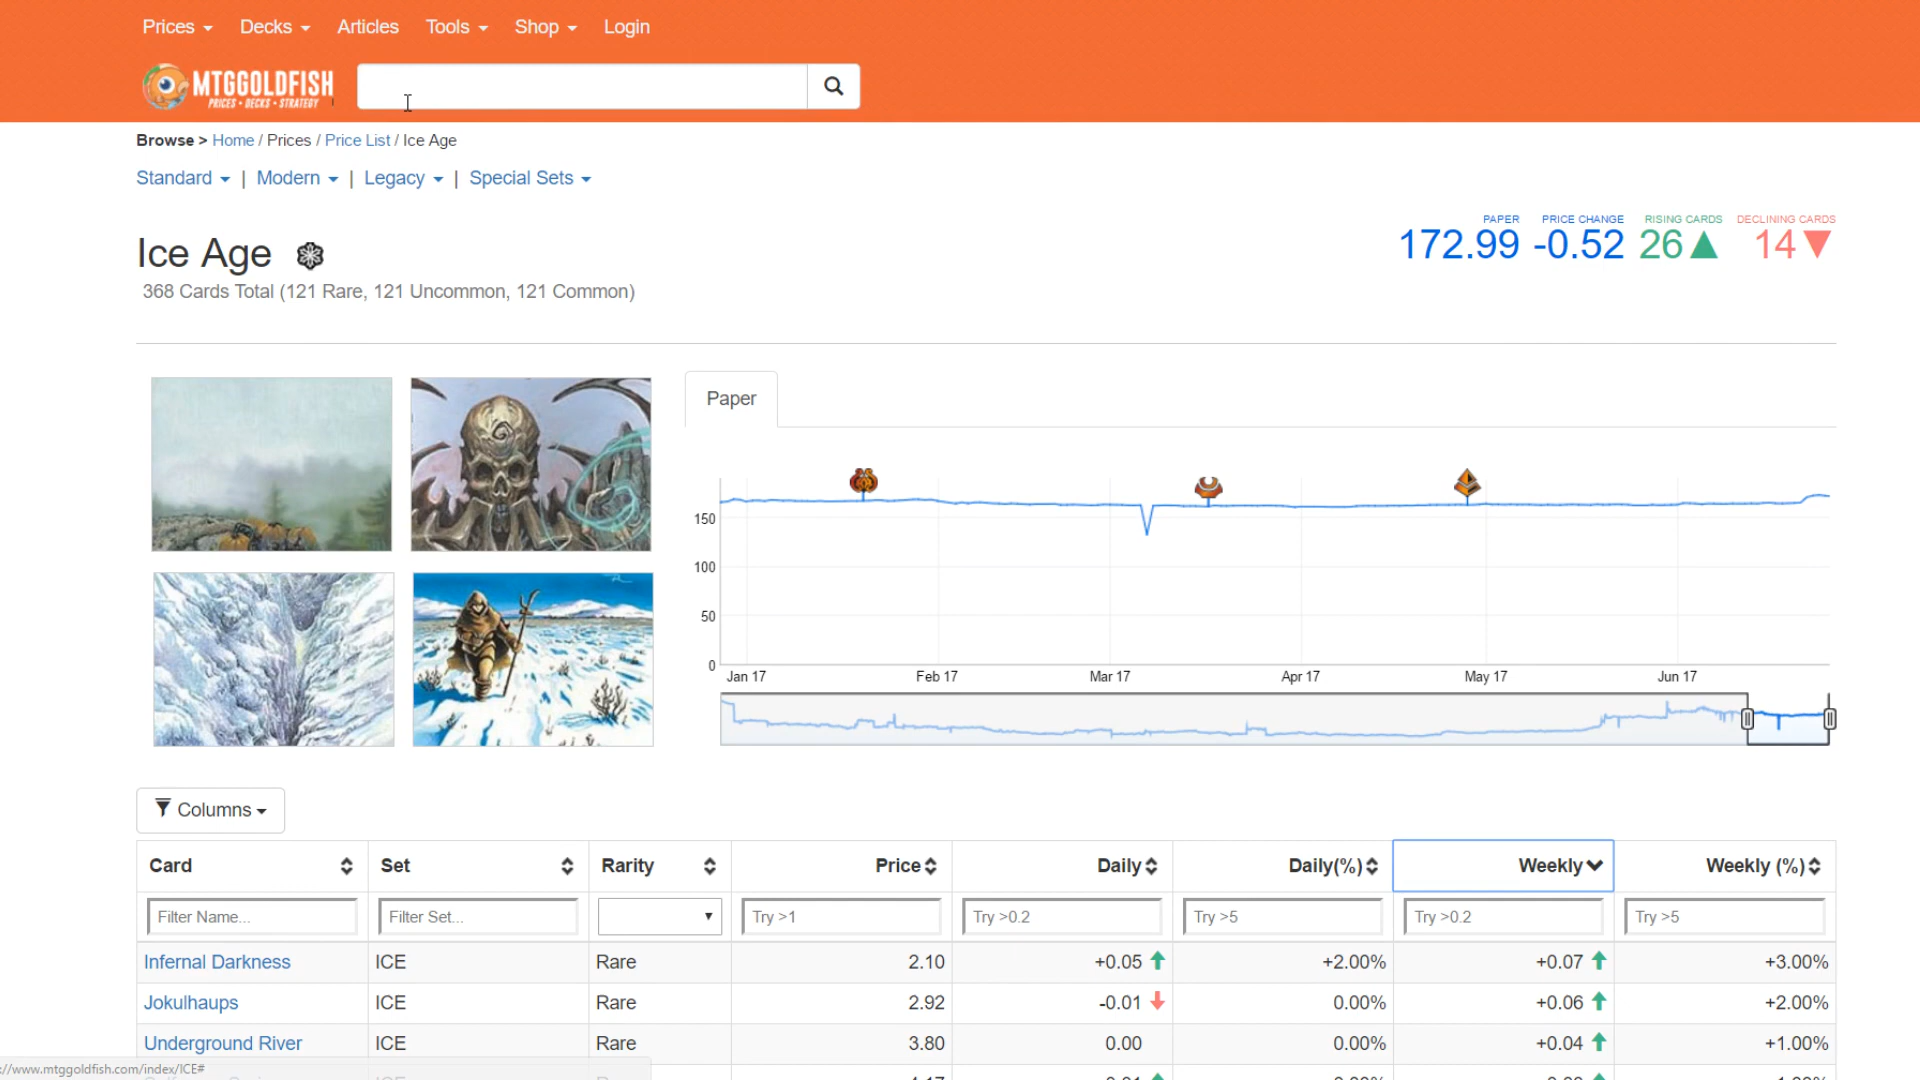 Prices Decks Articles Tools Shop Login
MTGGOLDFISH
PRICES • DECKS • STRATEGY
Browse > Home / Prices / Price List / Ice Age
Standard | Modern | Legacy | Special Sets
PAPER PRICE CHANGE RISING CARDS DECLINING CARDS
172.99 -0.52 26 14
Ice Age
368 Cards Total (121 Rare, 121 Uncommon, 121 Common)
Paper
150
100
50
0
Jan 17 Feb 17 Mar 17 Apr 17 May 17 Jun 17
Columns
Card Set Rarity Price Daily Daily(%) Weekly Weekly (%)
Filter Name... Filter Set... Try >1 Try >0.2 Try >5 Try >0.2 Try >5
Infernal Darkness ICE Rare 2.10 +0.05 +2.00% +0.07 +3.00%
Jokulhaups ICE Rare 2.92 -0.01 0.00% +0.06 +2.00%
Underground River ICE Rare 3.80 0.00 0.00% +0.04 +1.00%
://www.mtggoldfish.com/index/ICE#